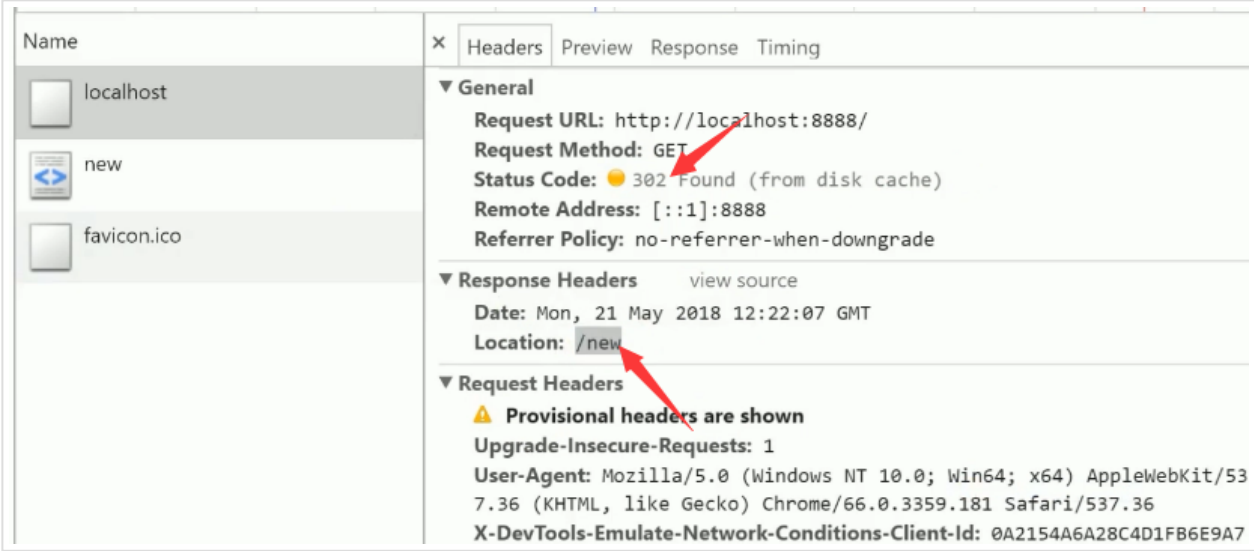 Name
localhost
new
favicon.ico
× Headers Preview Response Timing
▼ General
Request URL: http://localhost:8888/
Request Method: GET
Status Code: 302 Found (from disk cache)
Remote Address: [::1]:8888
Referrer Policy: no-referrer-when-downgrade
▼ Response Headers view source
Date: Mon, 21 May 2018 12:22:07 GMT
Location: /new
▼ Request Headers
Provisional headers are shown
Upgrade-Insecure-Requests: 1
User-Agent: Mozilla/5.0 (Windows NT 10.0; Win64; x64) AppleWebKit/53
7.36 (KHTML, like Gecko) Chrome/66.0.3359.181 Safari/537.36
X-DevTools-Emulate-Network-Conditions-Client-Id: 0A2154A6A28C4D1FB6E9A7